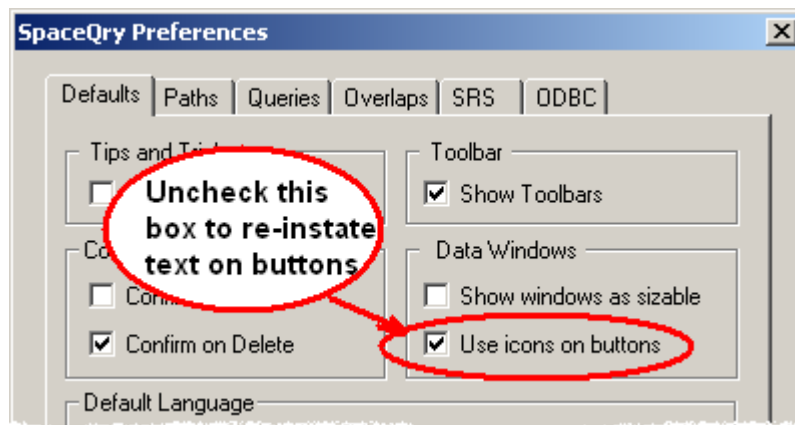 SpaceQry Preferences
Defaults Paths Queries Overlaps SRS ODBC
Tips and Toolbar
Uncheck this
box to re-instate
text on buttons
Show Toolbars
Data Windows
Show windows as sizable
Confirm on Delete Use icons on buttons
Default Language